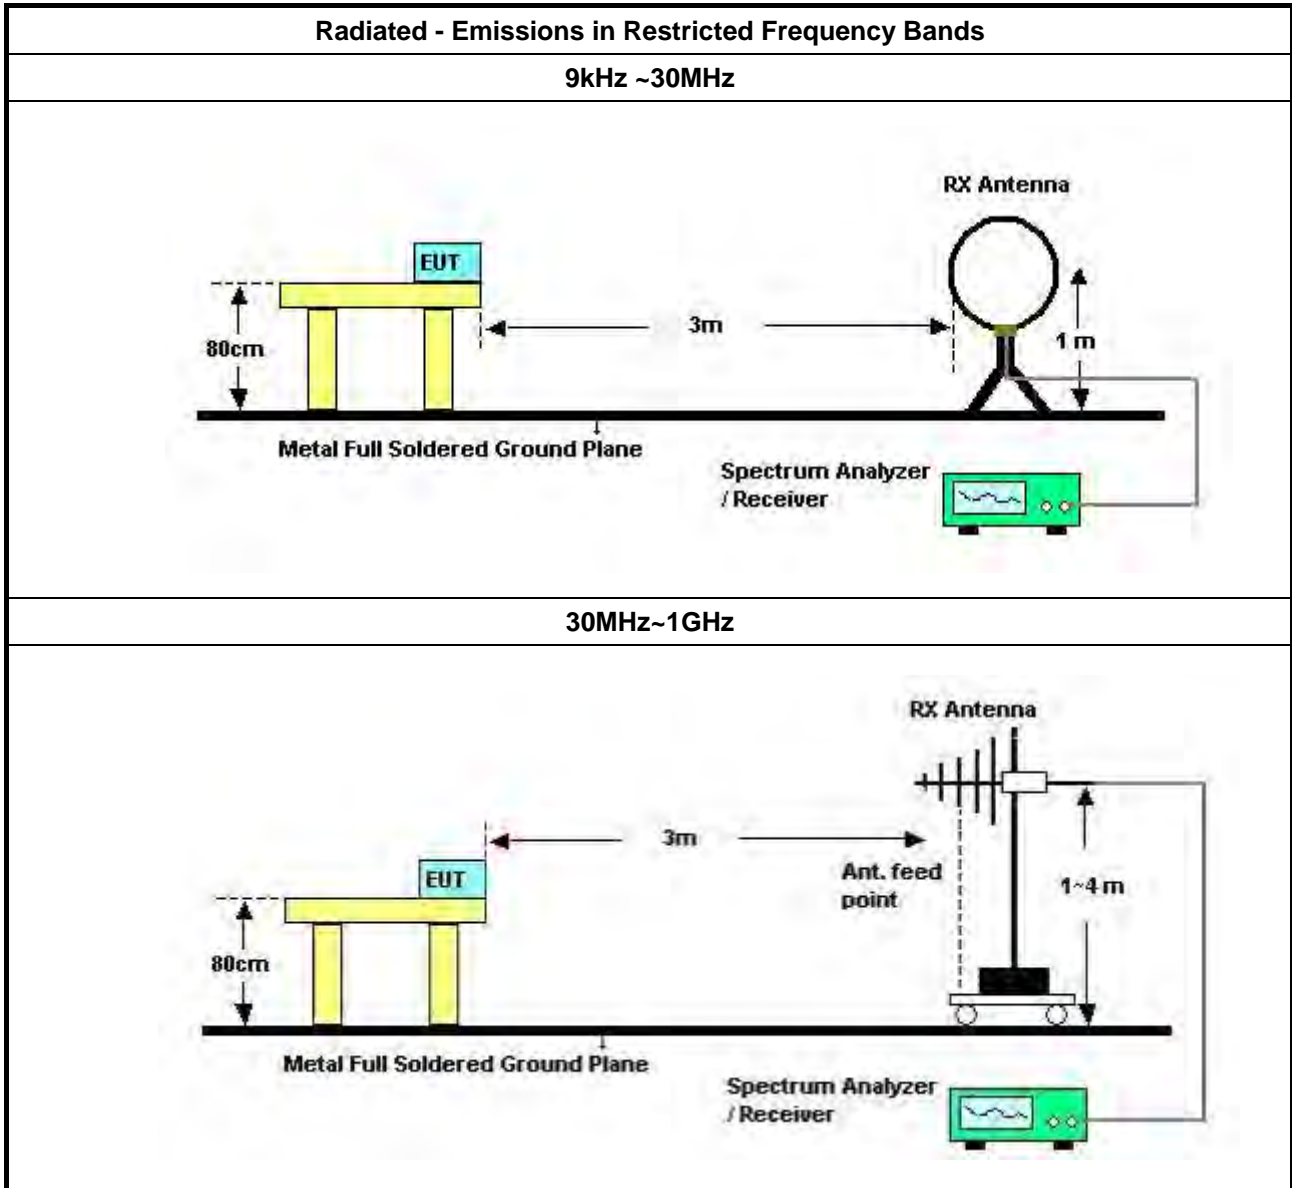 Radiated - Emissions in Restricted Frequency Bands
9kHz ~30MHz
RX Antenna
EUT
3m
80cm
1 m
Metal Full Soldered Ground Plane
Spectrum Analyzer
/ Receiver
30MHz~1GHz
RX Antenna
3m
EUT
Ant. feed
point
1~4 m
80cm
Metal Full Soldered Ground Plane
Spectrum Analyzer
/ Receiver